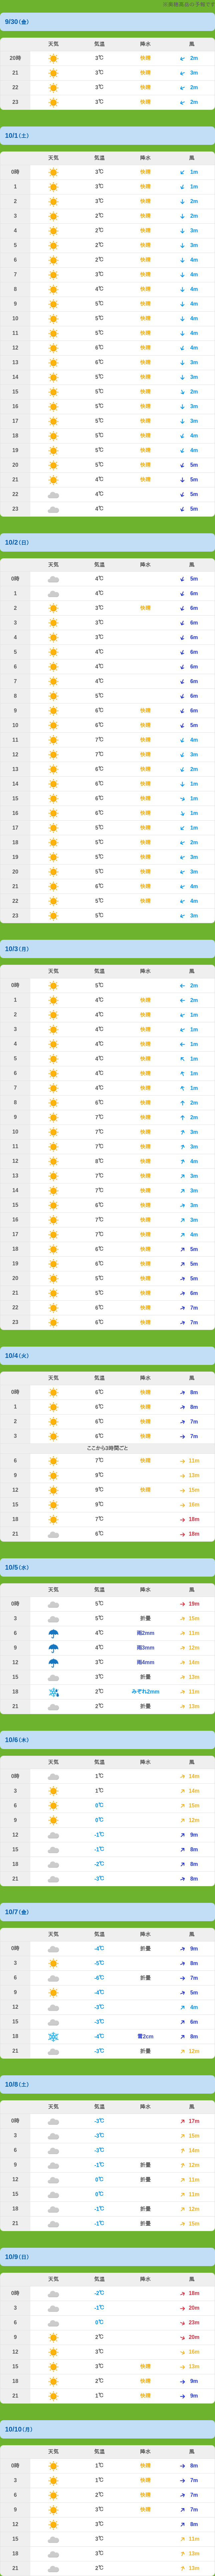 9/30(金)
天気 気温 降水 風
20時 3℃ 快晴 2m
21 3℃ 快晴 3m
22 3℃ 快晴 2m
23 3℃ 快晴 2m
10/1(土)
天気 気温 降水 風
0時 3℃ 快晴 1m
1 3℃ 快晴 1m
2 3℃ 快晴 2m
3 2℃ 快晴 2m
4 2℃ 快晴 3m
5 2℃ 快晴 3m
6 2℃ 快晴 4m
7 3℃ 快晴 4m
8 4℃ 快晴 4m
9 5℃ 快晴 4m
10 5℃ 快晴 4m
11 5℃ 快晴 4m
12 6℃ 快晴 4m
13 6℃ 快晴 3m
14 5℃ 快晴 3m
15 5℃ 快晴 2m
16 5℃ 快晴 3m
17 5℃ 快晴 3m
18 5℃ 快晴 4m
19 5℃ 快晴 4m
20 5℃ 快晴 5m
21 4℃ 快晴 5m
22 4℃ 5m
23 4℃ 5m
10/2(日)
天気 気温 降水 風
0時 4℃ 5m
1 4℃ 6m
2 3℃ 快晴 6m
3 3℃ 6m
4 3℃ 6m
5 4℃ 6m
6 4℃ 6m
7 4℃ 6m
8 5℃ 6m
9 6℃ 快晴 6m
10 6℃ 快晴 5m
11 7℃ 快晴 4m
12 7℃ 快晴 3m
13 6℃ 快晴 2m
14 6℃ 快晴 1m
15 6℃ 快晴 1m
16 6℃ 快晴 1m
17 5℃ 快晴 1m
18 5℃ 快晴 2m
19 5℃ 快晴 3m
20 5℃ 快晴 3m
21 6℃ 快晴 4m
22 5℃ 快晴 4m
23 5℃ 3m
10/3(月)
天気 気温 降水 風
0時 5℃ 2m
1 4℃ 快晴 2m
2 4℃ 快晴 1m
3 4℃ 快晴 1m
4 4℃ 快晴 1m
5 4℃ 快晴 1m
6 4℃ 快晴 1m
7 4℃ 快晴 1m
8 6℃ 快晴 2m
9 7℃ 快晴 2m
10 7℃ 快晴 3m
11 7℃ 快晴 3m
12 8℃ 快晴 4m
13 7℃ 快晴 3m
14 7℃ 快晴 3m
15 6℃ 快晴 3m
16 7℃ 快晴 3m
17 7℃ 快晴 4m
18 6℃ 快晴 5m
19 6℃ 快晴 5m
20 5℃ 快晴 5m
21 5℃ 快晴 6m
22 6℃ 快晴 7m
23 6℃ 快晴 7m
10/4(火)
天気 気温 降水 風
0時 6℃ 快晴 8m
1 6℃ 快晴 8m
2 6℃ 快晴 7m
3 6℃ 快晴 7m
ここから3時間ごと
6 7℃ 快晴 11m
9 9℃ 13m
12 9℃ 快晴 15m
15 9℃ 16m
18 7℃ 18m
21 6℃ 18m
10/5(水)
天気 気温 降水 風
0時 5℃ 19m
3 5℃ 折曇 15m
6 4℃ 雨2mm 11m
9 4℃ 雨3mm 12m
12 3℃ 雨4mm 14m
15 3℃ 折曇 13m
18 2℃ みぞれ2mm 11m
21 2℃ 折曇 13m
10/6(木)
天気 気温 降水 風
0時 1℃ 14m
3 1℃ 14m
6 0℃ 15m
9 0℃ 12m
12 -1℃ 9m
15 -1℃ 8m
18 -2℃ 8m
21 -3℃ 8m
10/7(金)
天気 気温 降水 風
0時 -4℃ 折曇 9m
3 -5℃ 8m
6 -6℃ 折曇 7m
9 -4℃ 5m
12 -3℃ 4m
15 -3℃ 6m
18 -4℃ 雪2cm 8m
21 -3℃ 折曇 12m
10/8(土)
天気 気温 降水 風
0時 -3℃ 17m
3 -3℃ 15m
6 -3℃ 14m
9 -1℃ 折曇 12m
12 0℃ 折曇 11m
15 0℃ 11m
18 -1℃ 折曇 12m
21 -1℃ 折曇 15m
10/9(日)
天気 気温 降水 風
0時 -2℃ 18m
3 -1℃ 20m
6 0℃ 23m
9 2℃ 20m
12 3℃ 16m
15 3℃ 快晴 13m
18 2℃ 快晴 9m
21 1℃ 快晴 9m
10/10(月)
天気 気温 降水 風
0時 1℃ 快晴 8m
3 1℃ 快晴 7m
6 2℃ 快晴 7m
9 3℃ 快晴 7m
12 3℃ 8m
15 3℃ 11m
18 3℃ 13m
21 2℃ 11m